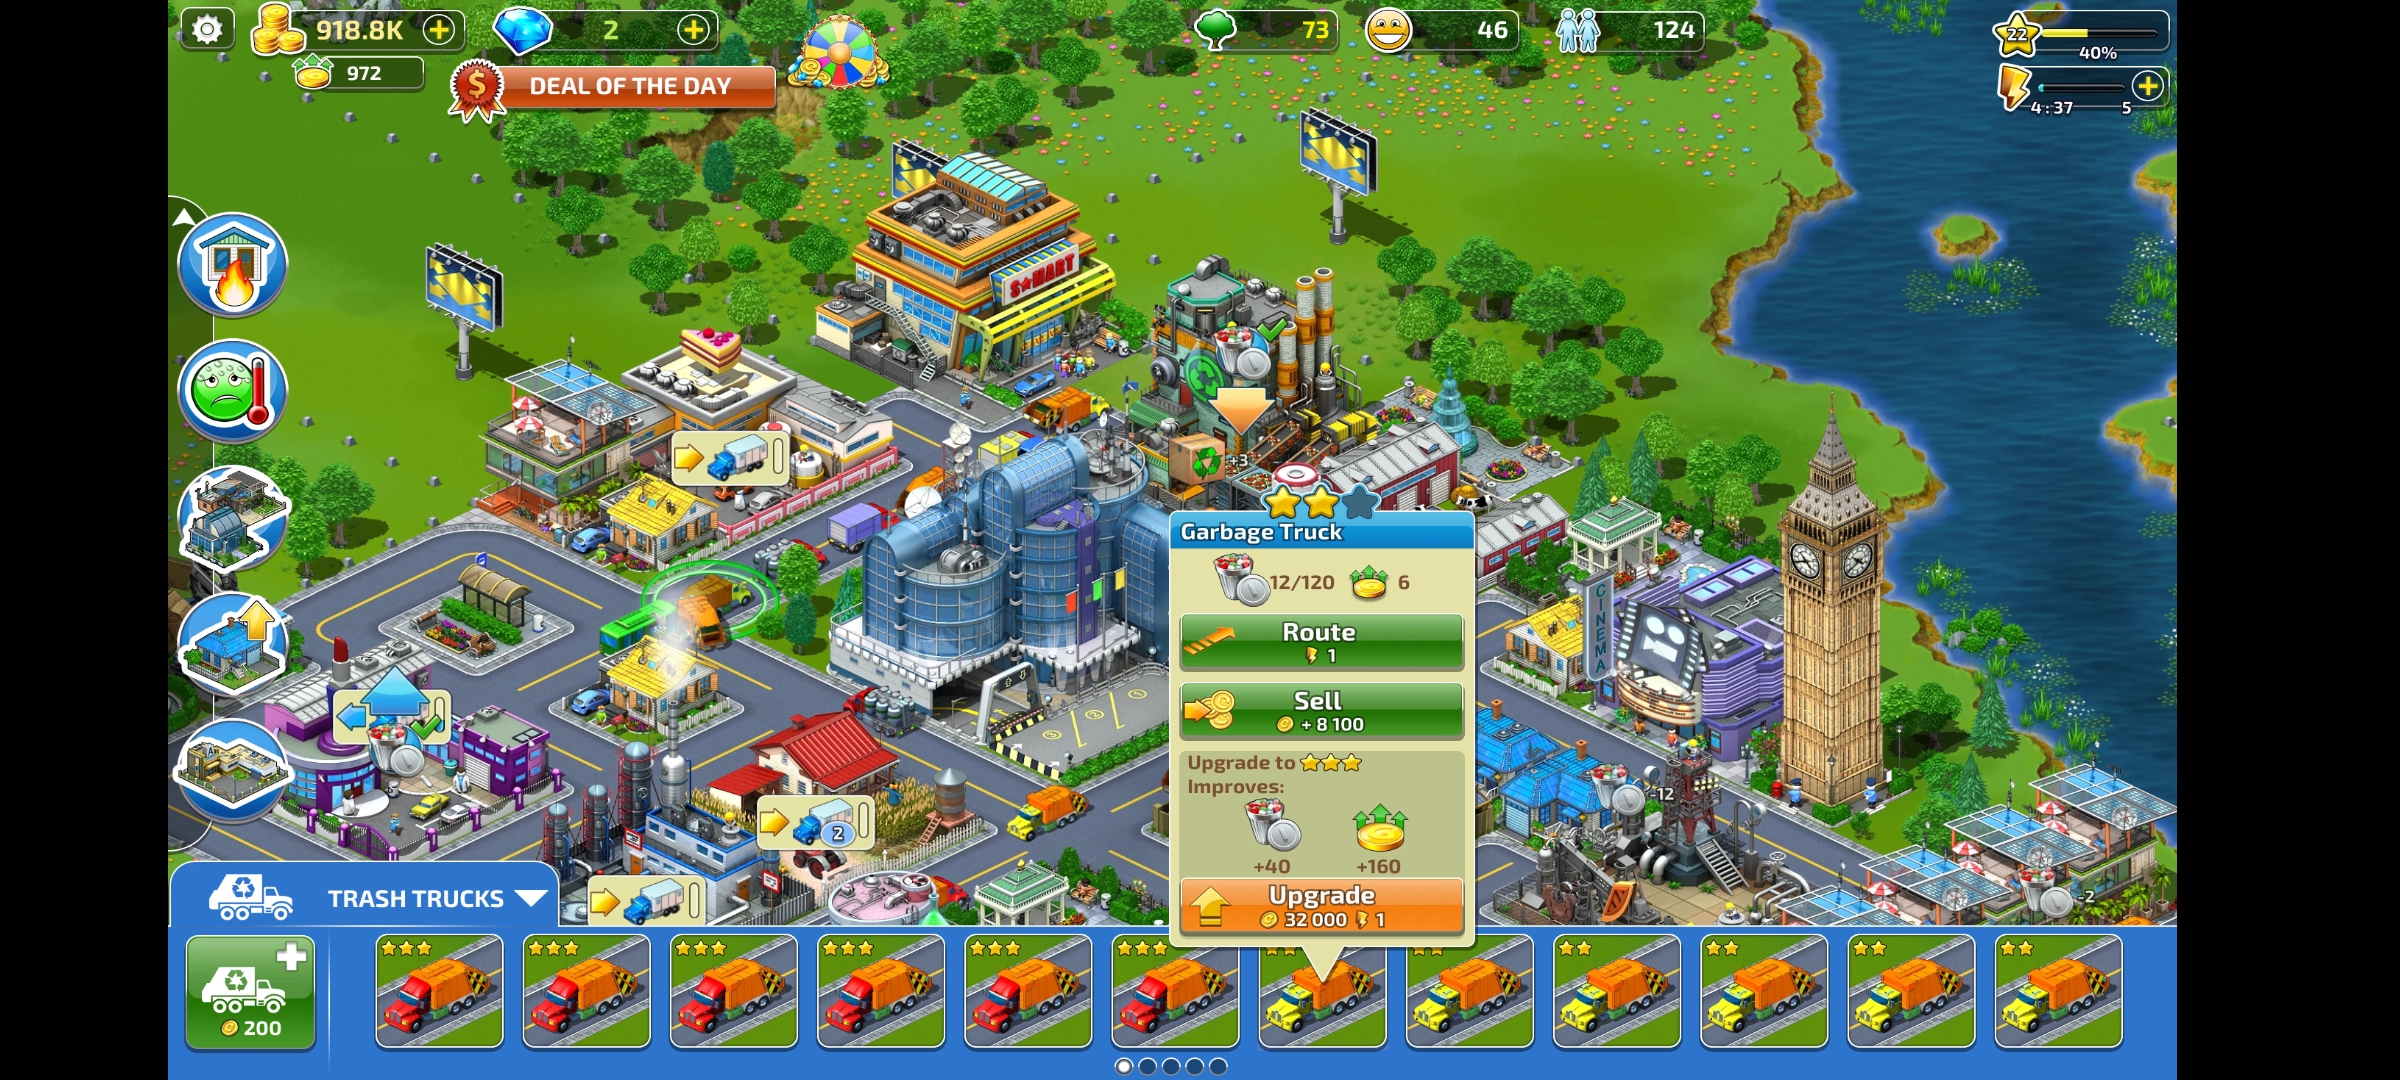 918.8K
2
73
46
124
22
40%
972
DEAL OF THE DAY
4:37
5
S★MART
+3
Garbage Truck
12/120
6
Route
1
Sell
+ 8 100
Upgrade to
Improves:
+40
+160
Upgrade
32 000
1
CINEMA
-12
-2
2
TRASH TRUCKS
200